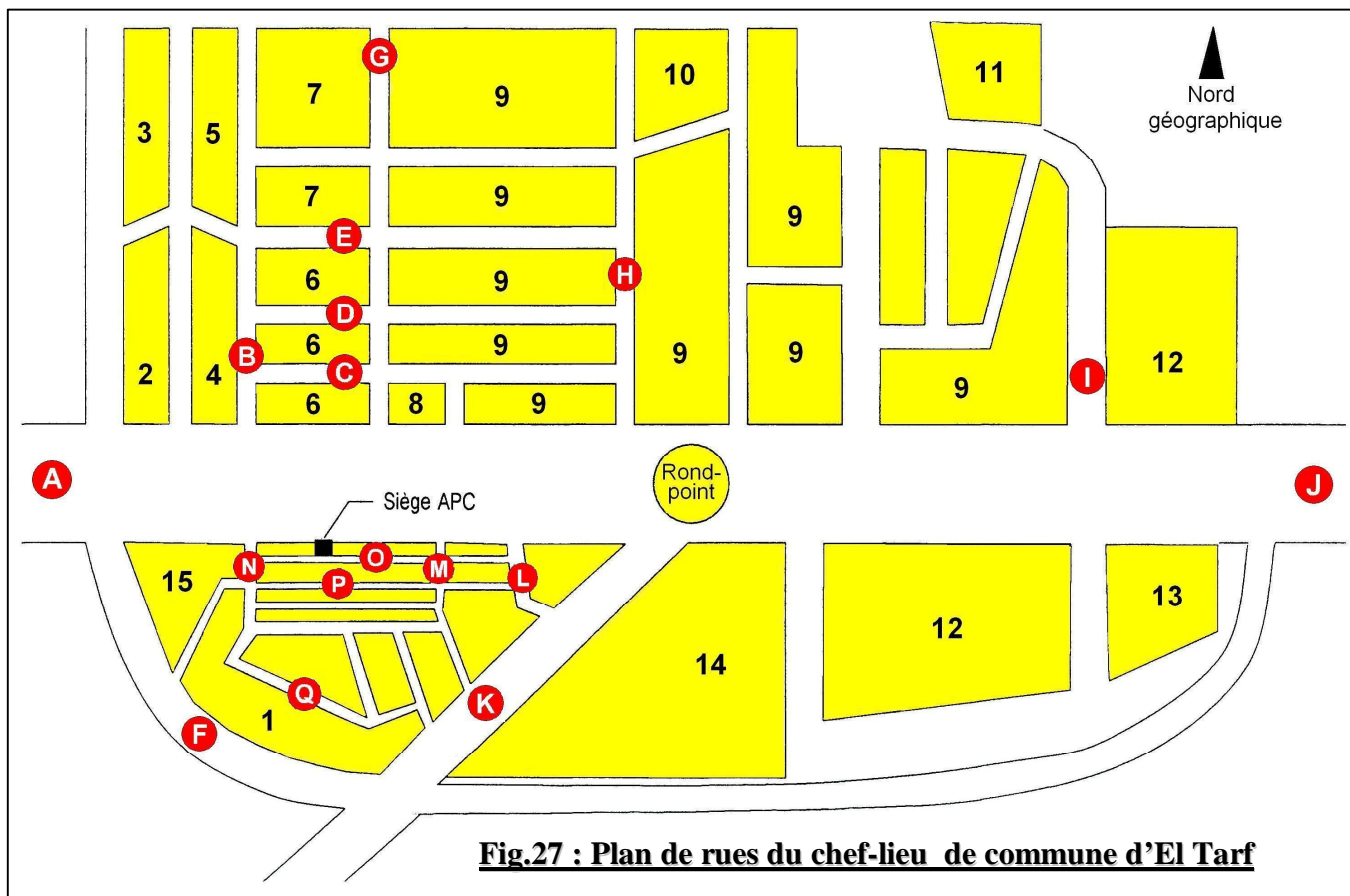 G
10
11
Nord
géographique
7
9
3
5
7
9
9
E
6
9
H
D
B
6
9
2
4
C
9
9
I
12
6
8
9
9
A
Rond-
point
J
Siège APC
N
O
M
P
L
15
13
12
14
Q
K
1
F
Fig.27 : Plan de rues du chef-lieu de commune d'El Tarf